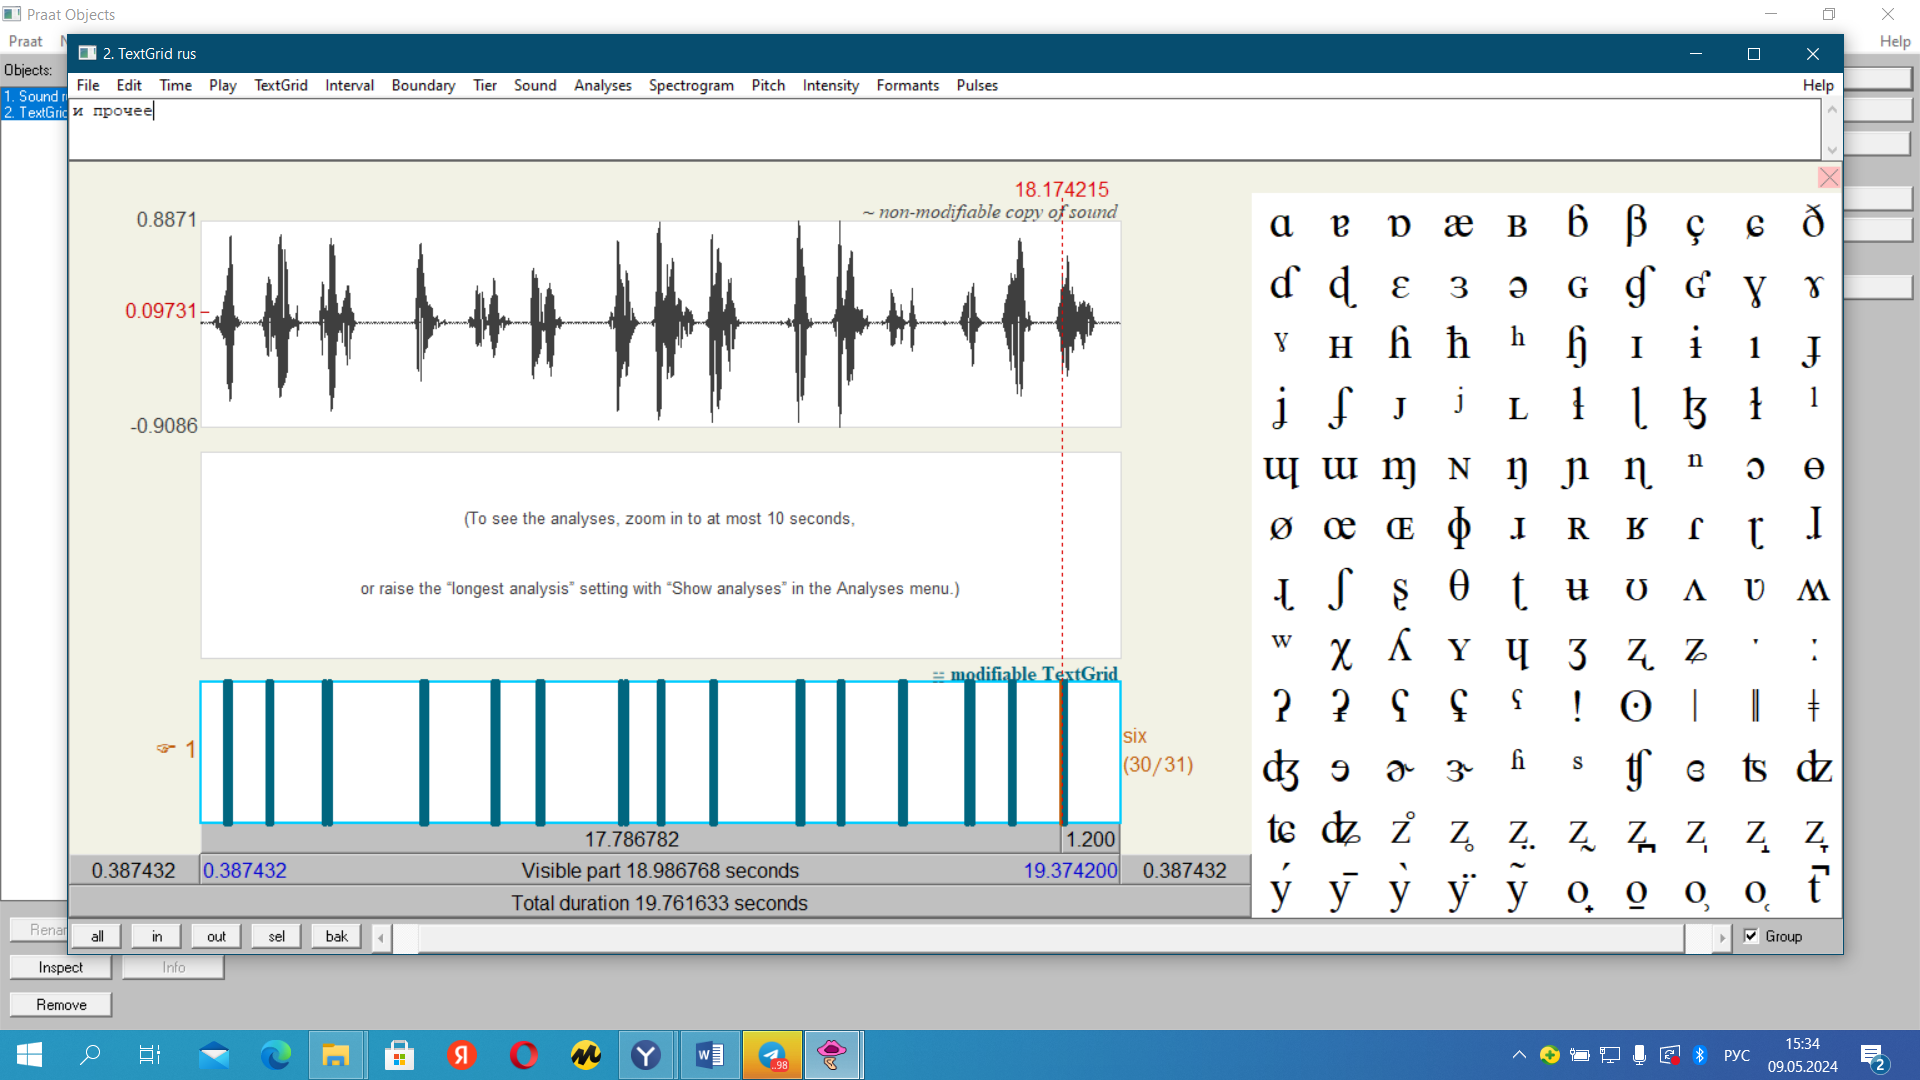 Praat Objects
Praat
Help
Objects:
1. Sound r
2. TextGrid
2. TextGrid rus
File Edit Time Play TextGrid Interval Boundary Tier Sound Analyses Spectrogram Pitch Intensity Formants Pulses Help
и прочее
18.174215
~ non-modifiable copy of sound
0.8871
0.09731
-0.9086
(To see the analyses, zoom in to at most 10 seconds,
or raise the “longest analysis” setting with “Show analyses” in the Analyses menu.)
modifiable TextGrid
☞ 1
six
(30/31)
17.786782 1.200
0.387432 0.387432 Visible part 18.986768 seconds 19.374200 0.387432
Total duration 19.761633 seconds
all in out sel bak Group
ɑ ɐ ɒ æ ʙ ɓ β ç ɕ ð
ɗ ɖ ɛ ɜ ə ɢ ʠ ʛ ɣ ɤ
ˠ ʜ ɦ ħ ʰ ɧ ɪ ɨ ı ɟ
ʝ ʄ ᴊ ʲ ʟ ɫ ɭ ɮ ɬ ˡ
ɰ ɯ ɱ ɴ ŋ ɲ ɳ ⁿ ɔ ɵ
ø œ ɶ ɸ ɹ ʀ ʁ ɾ ɽ ɺ
ɻ ʃ ʂ θ ʈ ʉ ʊ ʌ ʋ ʍ
ʷ χ ʎ ʏ ɥ ʒ ʐ ʑ ˑ ː
ʔ ʡ ʕ ʢ ˤ ! ʘ ǀ ǁ ǂ
ʤ ɘ ɚ ɝ ʱ ˢ ʧ ɞ ʦ ʣ
ʨ ʥ z̊ z̥ z̤ z̰ z̪ z̩ z̝ z̞
ý ȳ ỳ ÿ ỹ o̟ o̠ o̹ o̜ t̚
Renam
Inspect Info
Remove
Я
..98
РУС
15:34
09.05.2024
2